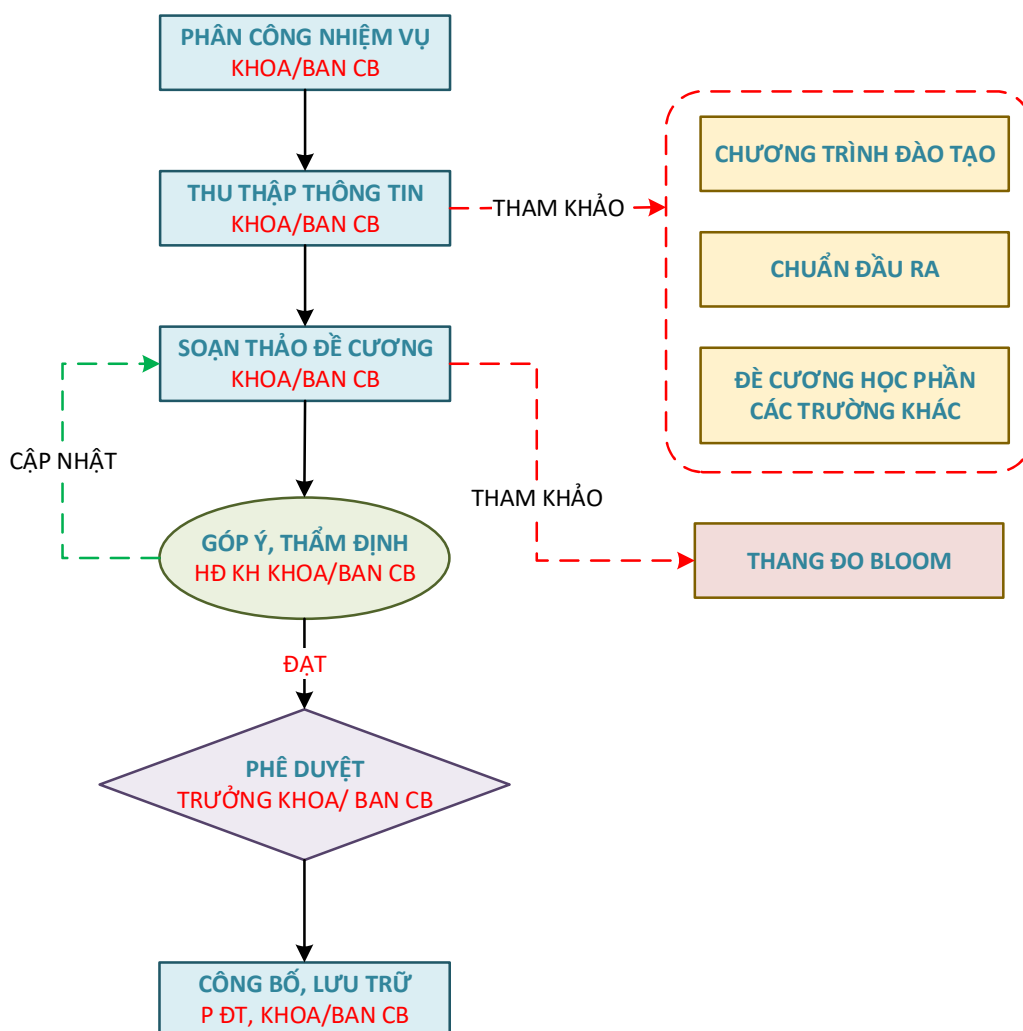 PHÂN CÔNG NHIỆM VỤ
KHOA/BAN CB
THU THẬP THÔNG TIN
KHOA/BAN CB
THAM KHẢO
CHƯƠNG TRÌNH ĐÀO TẠO
CHUẨN ĐẦU RA
ĐÈ CƯƠNG HỌC PHẦN
CÁC TRƯỜNG KHÁC
SOẠN THẢO ĐỀ CƯƠNG
KHOA/BAN CB
CẬP NHẬT
THAM KHẢO
GÓP Ý, THẨM ĐỊNH
HĐ KH KHOA/BAN CB
THANG ĐO BLOOM
ĐẠT
PHÊ DUYỆT
TRƯỞNG KHOA/ BAN CB
CÔNG BỐ, LƯU TRỮ
P ĐT, KHOA/BAN CB